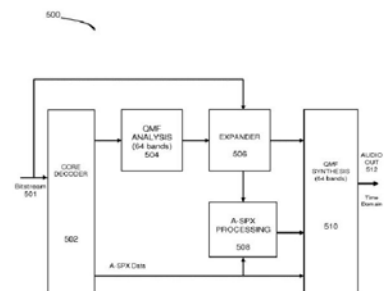 500
QMF
ANALYSIS
(64 bands)
504
EXPANDER
506
CORE
DECODER
502
Bitstream
501
A-SPX
PROCESSING
508
A-SPX Data
QMF
SYNTHESIS
(64 bands)
510
AUDIO
OUT
512
Time
Domain